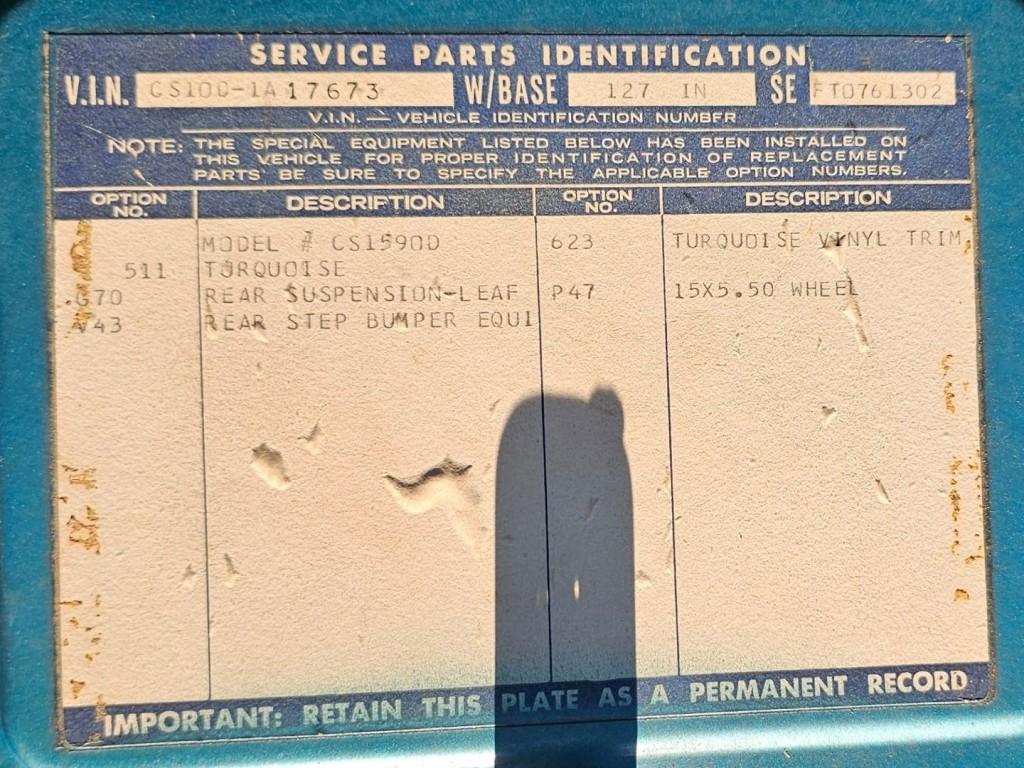 SERVICE PARTS IDENTIFICATION
V.I.N. CS10D-1A17673 W/BASE 127 IN SE FT0761302
V.I.N. — VEHICLE IDENTIFICATION NUMBER
NOTE: THE SPECIAL EQUIPMENT LISTED BELOW HAS BEEN INSTALLED ON
THIS VEHICLE FOR PROPER IDENTIFICATION OF REPLACEMENT
PARTS BE SURE TO SPECIFY THE APPLICABLE OPTION NUMBERS.
OPTION NO. DESCRIPTION OPTION NO. DESCRIPTION
MODEL # CS1590D 623 TURQUOISE VINYL TRIM
511 TURQUOISE
G70 REAR SUSPENSION-LEAF P47 15X5.50 WHEEL
V43 REAR STEP BUMPER EQUI
IMPORTANT: RETAIN THIS PLATE AS A PERMANENT RECORD